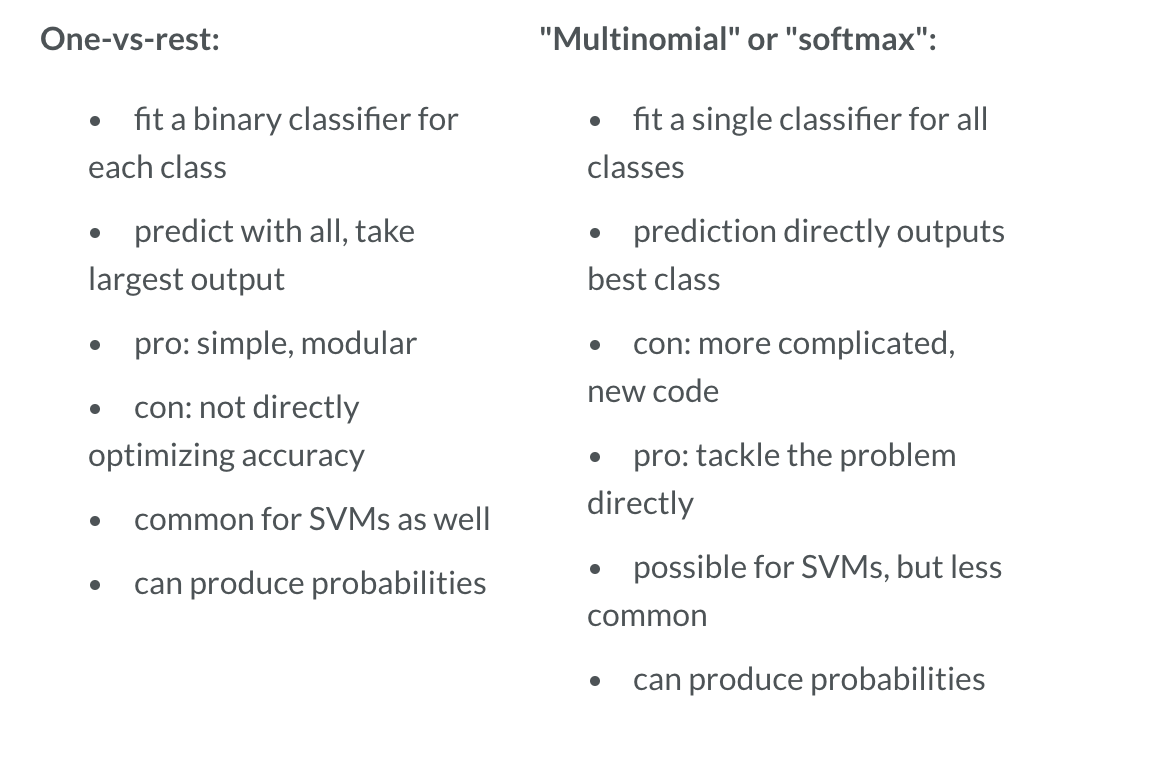 One-vs-rest:
• fit a binary classifier for
each class
• predict with all, take
largest output
• pro: simple, modular
• con: not directly
optimizing accuracy
• common for SVMs as well
• can produce probabilities
"Multinomial" or "softmax":
• fit a single classifier for all
classes
• prediction directly outputs
best class
• con: more complicated,
new code
• pro: tackle the problem
directly
• possible for SVMs, but less
common
• can produce probabilities